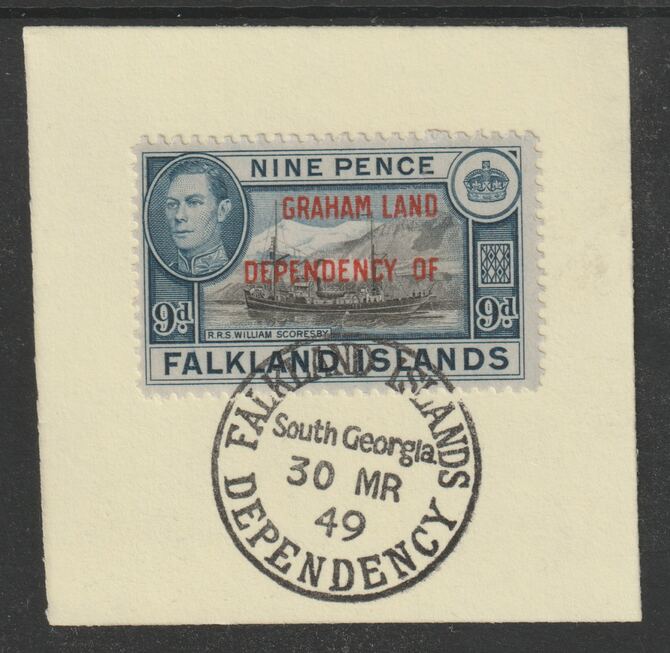 NINE PENCE
GRAHAM LAND
DEPENDENCY OF
9d 9d
R.R.S. WILLIAM SCORESBY
FALKLAND ISLANDS
FALKLAND ISLANDS
South Georgia
30 MR
49
DEPENDENCY